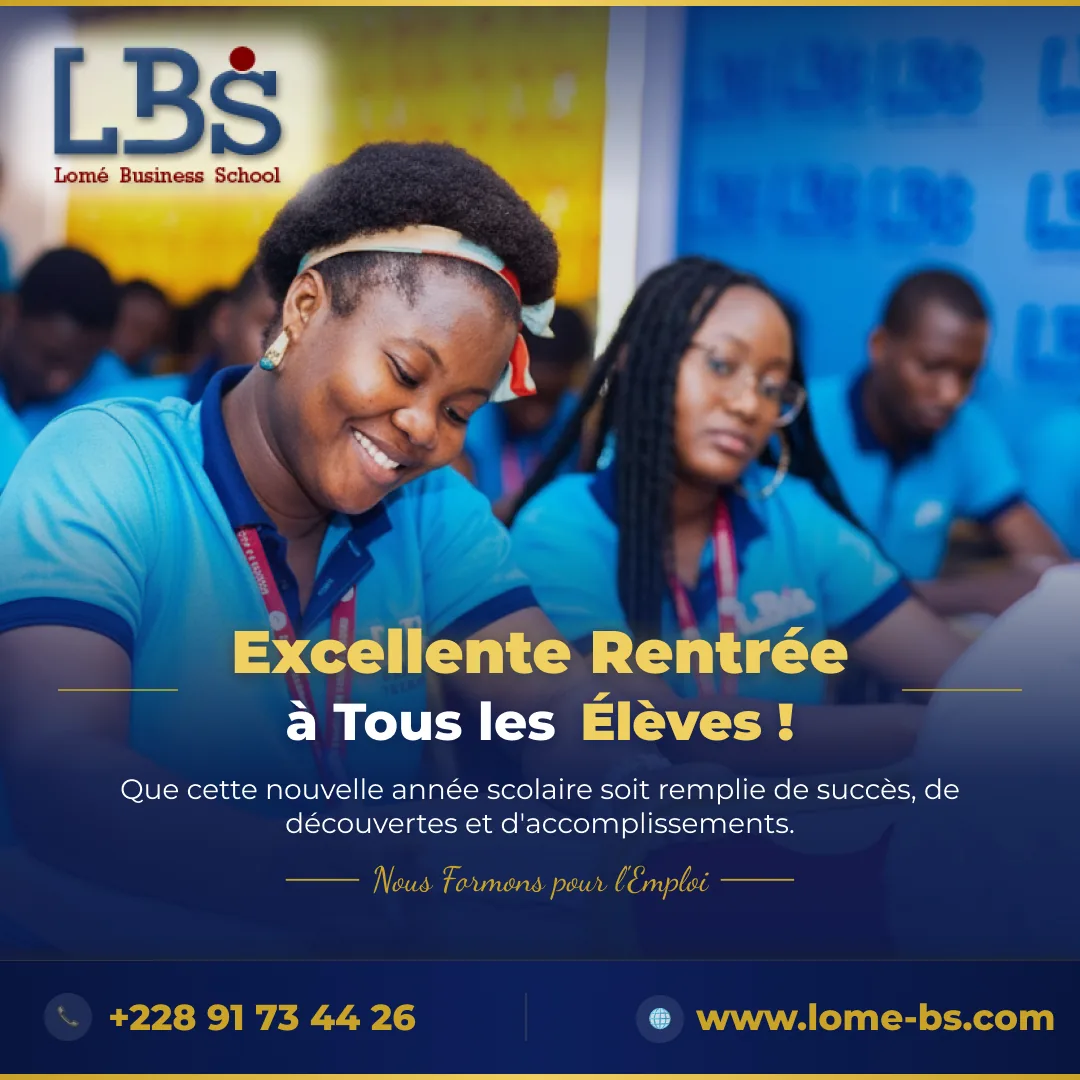 LBS
Lomé Business School
Excellente Rentrée
à Tous les Élèves !
Que cette nouvelle année scolaire soit remplie de succès, de
découvertes et d'accomplissements.
Nous Formons pour l'Emploi
+228 91 73 44 26
www.lome-bs.com